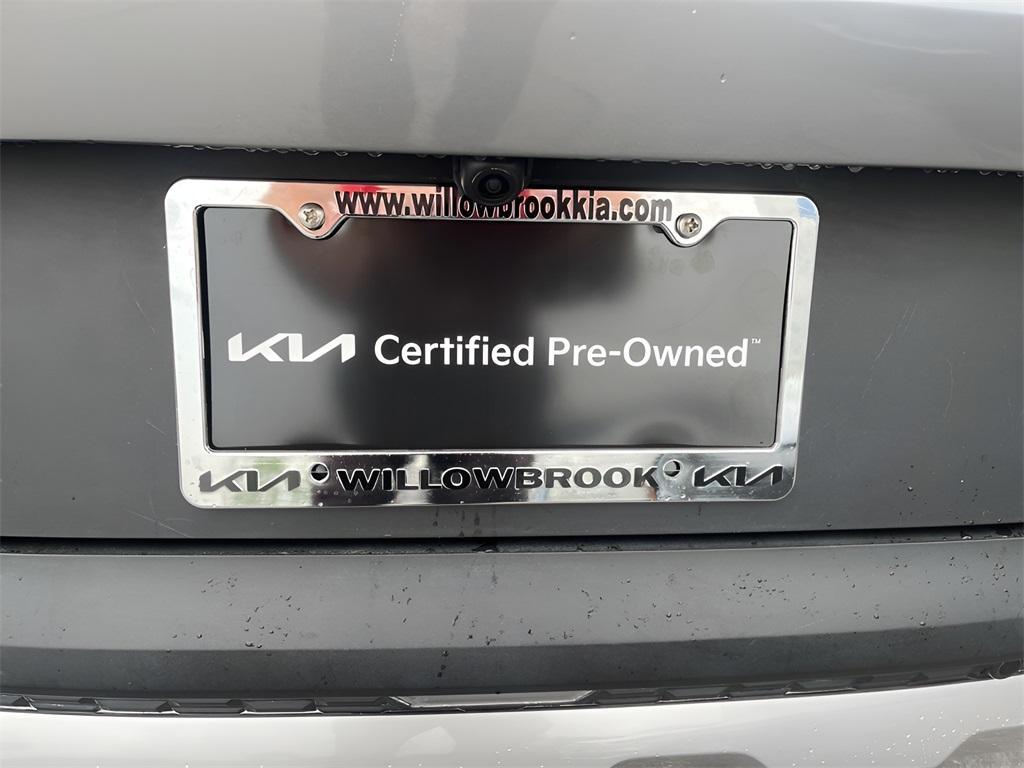 www.willowbrookkia.com
KIA Certified Pre-Owned™
KIA WILLOWBROOK KIA